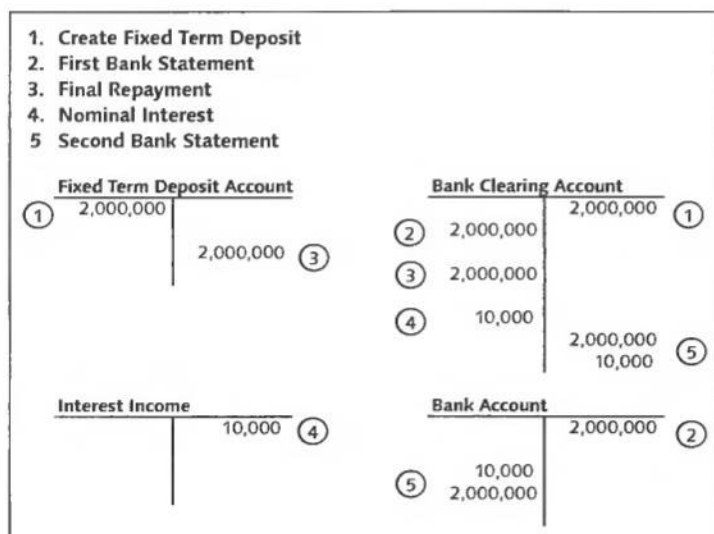 1. Create Fixed Term Deposit
2. First Bank Statement
3. Final Repayment
4. Nominal Interest
5 Second Bank Statement
Fixed Term Deposit Account
1 2,000,000
2,000,000 3
Bank Clearing Account
2,000,000 1
2 2,000,000
3 2,000,000
4 10,000
2,000,000
10,000 5
Interest Income
10,000 4
Bank Account
2,000,000 2
5 10,000
2,000,000